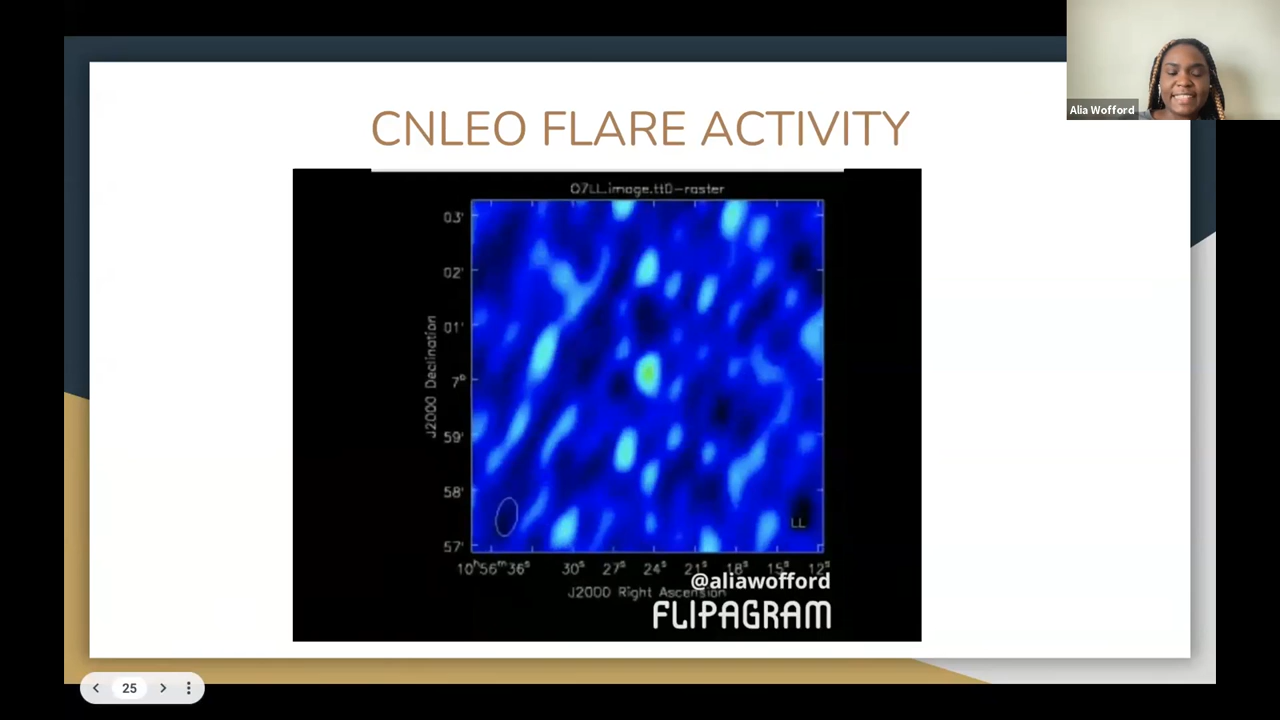 Alia Wofford
CNLEO FLARE ACTIVITY
07LL.image.tt0-raster
03'
02'
01'
7°
59'
58'
57'
J2000 Declination
LL
10ʰ56ᵐ36ˢ 30ˢ 27ˢ 24ˢ 21ˢ 18ˢ 15ˢ 12ˢ
@aliawofford
J2000 Right Ascension
FLIPAGRAM
25